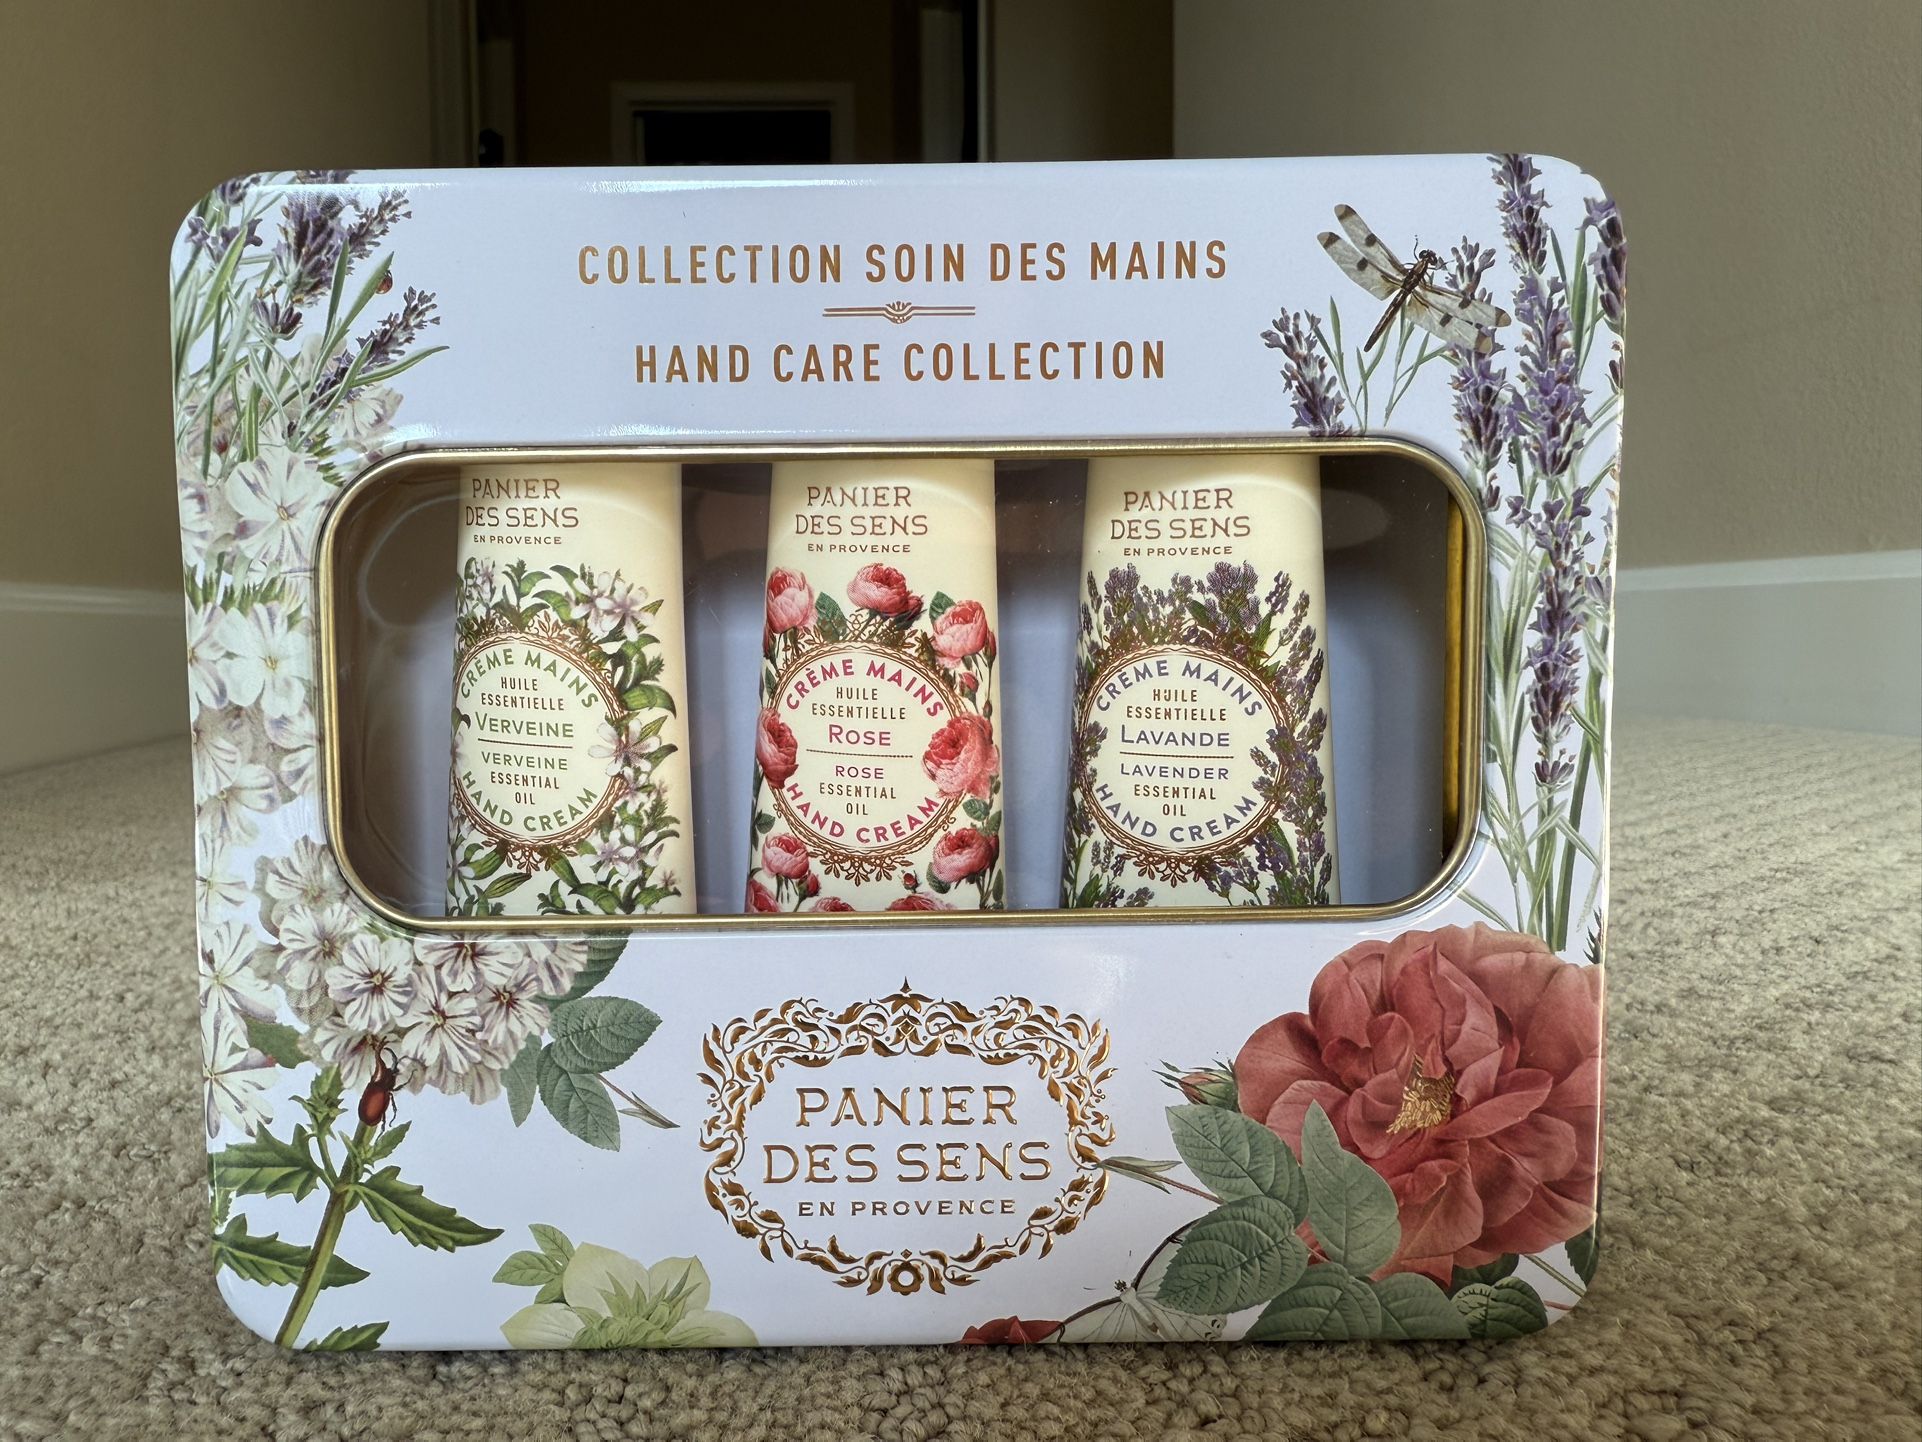 COLLECTION SOIN DES MAINS
HAND CARE COLLECTION
PANIER
DES SENS
EN PROVENCE
CRÈME MAINS
HUILE
ESSENTIELLE
VERVEINE
VERVEINE
ESSENTIAL
OIL
HAND CREAM
PANIER
DES SENS
EN PROVENCE
CRÈME MAINS
HUILE
ESSENTIELLE
ROSE
ROSE
ESSENTIAL
OIL
HAND CREAM
PANIER
DES SENS
EN PROVENCE
CRÈME MAINS
HUILE
ESSENTIELLE
LAVANDE
LAVENDER
ESSENTIAL
OIL
HAND CREAM
PANIER
DES SENS
EN PROVENCE